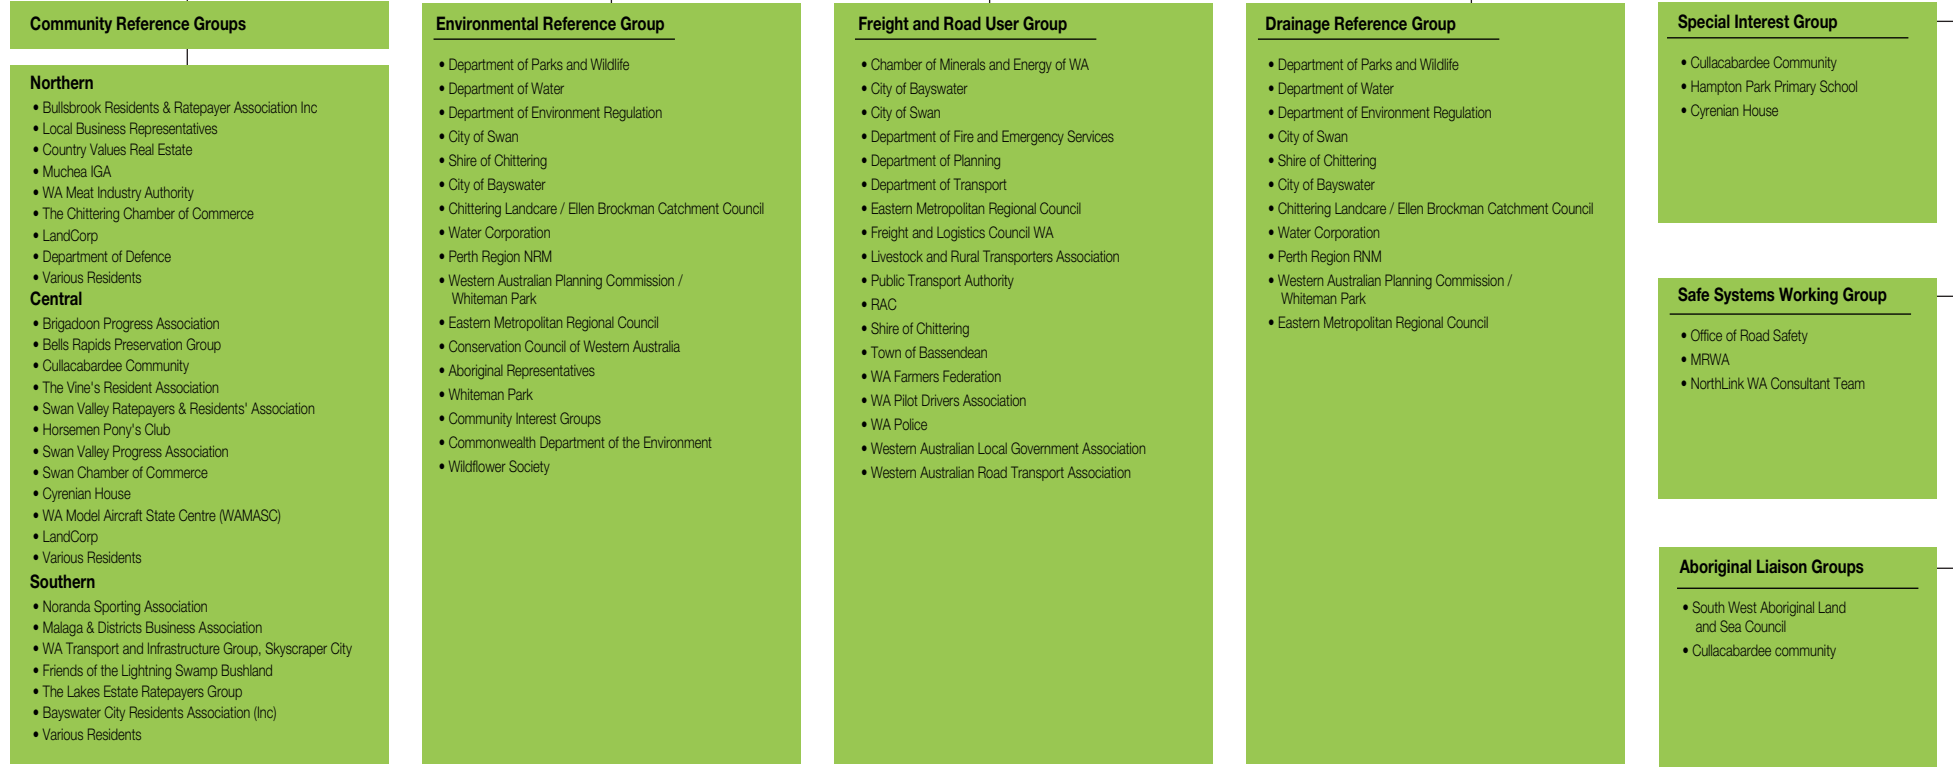 Community Reference Groups
Northern
• Bullsbrook Residents & Ratepayer Association Inc
• Local Business Representatives
• Country Values Real Estate
• Muchea IGA
• WA Meat Industry Authority
• The Chittering Chamber of Commerce
• LandCorp
• Department of Defence
• Various Residents
Central
• Brigadoon Progress Association
• Bells Rapids Preservation Group
• Cullacabardee Community
• The Vine's Resident Association
• Swan Valley Ratepayers & Residents' Association
• Horsemen Pony's Club
• Swan Valley Progress Association
• Swan Chamber of Commerce
• Cyrenian House
• WA Model Aircraft State Centre (WAMASC)
• LandCorp
• Various Residents
Southern
• Noranda Sporting Association
• Malaga & Districts Business Association
• WA Transport and Infrastructure Group, Skyscraper City
• Friends of the Lightning Swamp Bushland
• The Lakes Estate Ratepayers Group
• Bayswater City Residents Association (Inc)
• Various Residents
Environmental Reference Group
• Department of Parks and Wildlife
• Department of Water
• Department of Environment Regulation
• City of Swan
• Shire of Chittering
• City of Bayswater
• Chittering Landcare / Ellen Brockman Catchment Council
• Water Corporation
• Perth Region NRM
• Western Australian Planning Commission /
Whiteman Park
• Eastern Metropolitan Regional Council
• Conservation Council of Western Australia
• Aboriginal Representatives
• Whiteman Park
• Community Interest Groups
• Commonwealth Department of the Environment
• Wildflower Society
Freight and Road User Group
• Chamber of Minerals and Energy of WA
• City of Bayswater
• City of Swan
• Department of Fire and Emergency Services
• Department of Planning
• Department of Transport
• Eastern Metropolitan Regional Council
• Freight and Logistics Council WA
• Livestock and Rural Transporters Association
• Public Transport Authority
• RAC
• Shire of Chittering
• Town of Bassendean
• WA Farmers Federation
• WA Pilot Drivers Association
• WA Police
• Western Australian Local Government Association
• Western Australian Road Transport Association
Drainage Reference Group
• Department of Parks and Wildlife
• Department of Water
• Department of Environment Regulation
• City of Swan
• Shire of Chittering
• City of Bayswater
• Chittering Landcare / Ellen Brockman Catchment Council
• Water Corporation
• Perth Region RNM
• Western Australian Planning Commission /
Whiteman Park
• Eastern Metropolitan Regional Council
Special Interest Group
• Cullacabardee Community
• Hampton Park Primary School
• Cyrenian House
Safe Systems Working Group
• Office of Road Safety
• MRWA
• NorthLink WA Consultant Team
Aboriginal Liaison Groups
• South West Aboriginal Land
and Sea Council
• Cullacabardee community